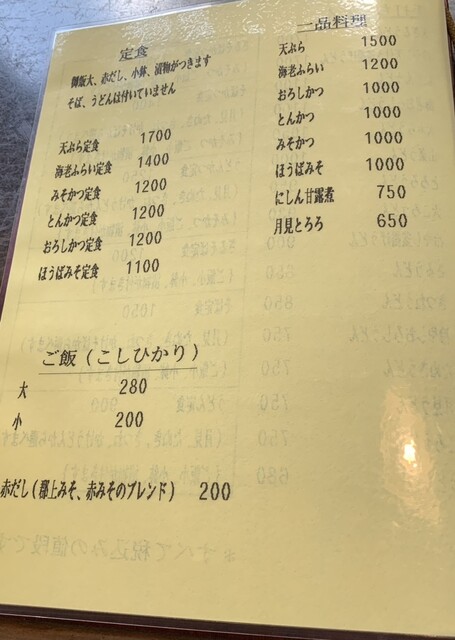 定食
御飯大、赤だし、小鉢、漬物がつきます
そば、うどんは付いていません
天ぷら定食 1700
海老ふらい定食 1400
みそかつ定食 1200
とんかつ定食 1200
おろしかつ定食 1200
ほうばみそ定食 1100
ご飯(こしひかり)
大 280
小 200
赤だし(郡上みそ、赤みそのブレンド) 200
一品料理
天ぷら 1500
海老ふらい 1200
おろしかつ 1000
とんかつ 1000
みそかつ 1000
ほうばみそ 1000
にしん甘露煮 750
月見とろろ 650